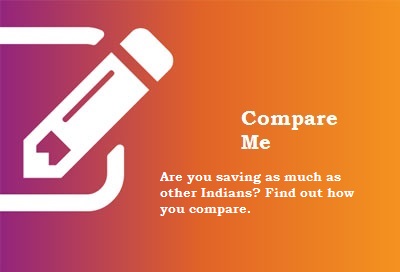 Compare
Me
Are you saving as much as
other Indians? Find out how
you compare.